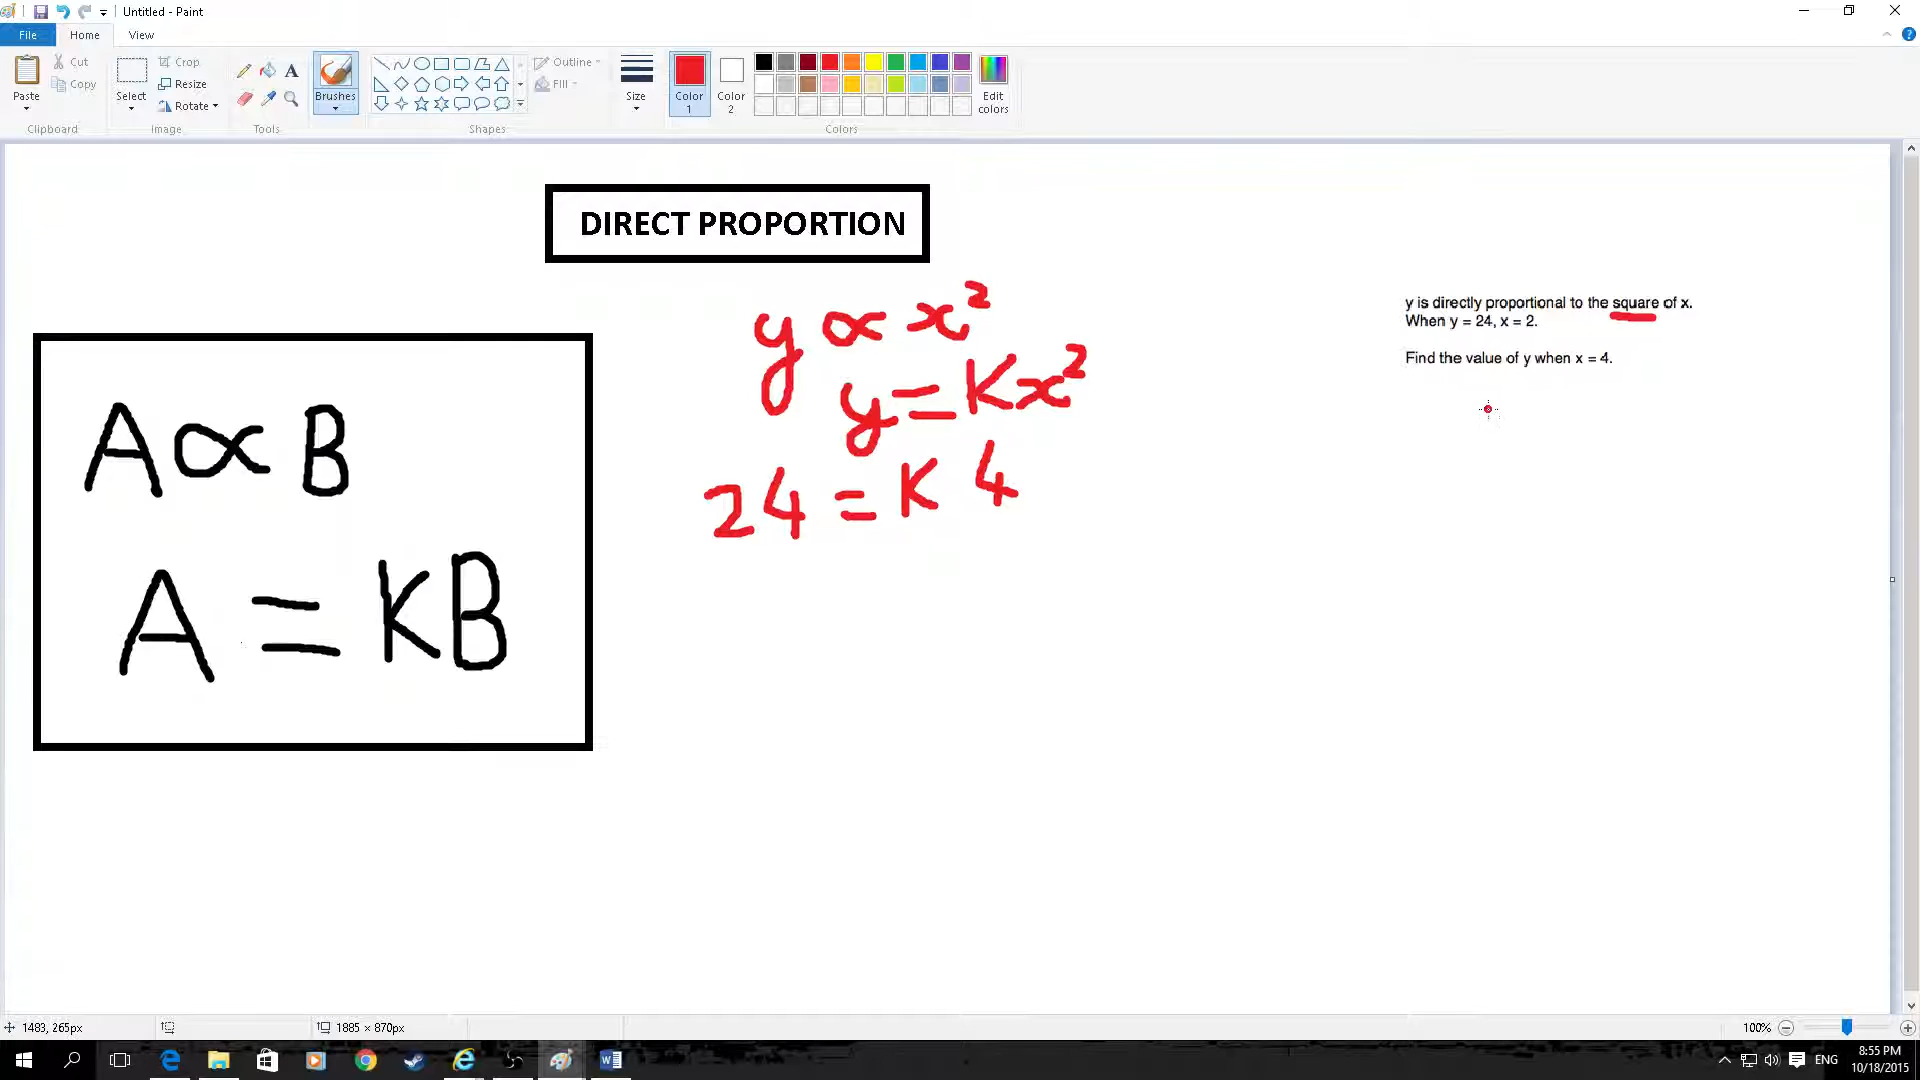 Untitled - Paint
File Home View
Paste Cut Copy Clipboard
Select Crop Resize Rotate Image
Tools
Brushes
Shapes
Outline Fill
Size
Color 1 Color 2 Edit colors Colors
DIRECT PROPORTION
y ∝ x²
y = Kx²
24 = K 4
A ∝ B
A = KB
y is directly proportional to the square of x.
When y = 24, x = 2.
Find the value of y when x = 4.
1483, 265px 1885 × 870px 100%
ENG 8:55 PM
10/18/2015